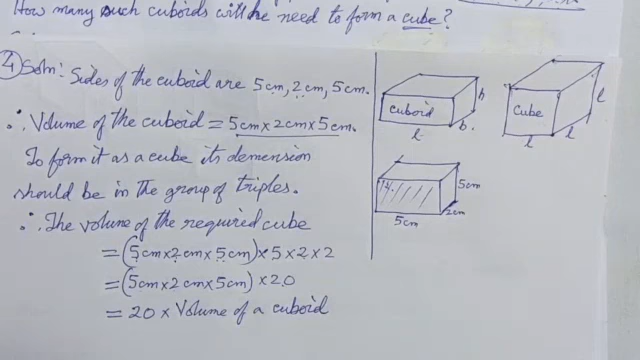 How many such cuboids will he need to form a cube?
4 Soln: Sides of the cuboid are 5cm, 2cm, 5cm.
∴ Volume of the cuboid = 5cm×2cm×5cm.
To form it as a cube its demension
should be in the group of triples.
∴ The volume of the required cube
= (5cm×2cm×5cm)×5×2×2
= (5cm×2cm×5cm)×20
= 20 × Volume of a cuboid
cuboid
h
b
l
Cube
l
l
l
5cm
2cm
5cm